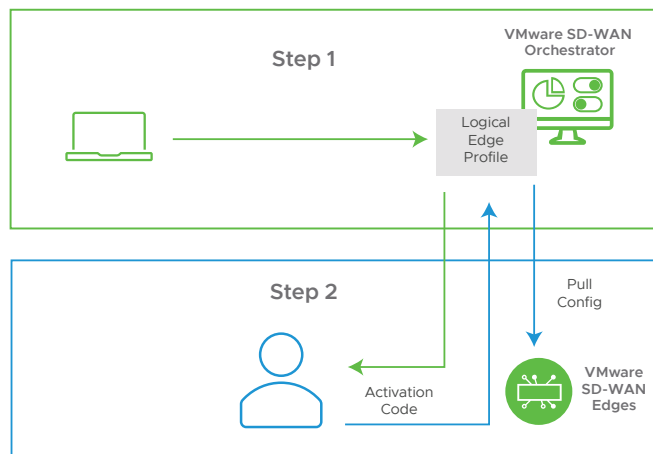 Step 1
VMware SD-WAN
Orchestrator
Logical
Edge
Profile
Step 2
Pull
Config
Activation
Code
VMware
SD-WAN
Edges